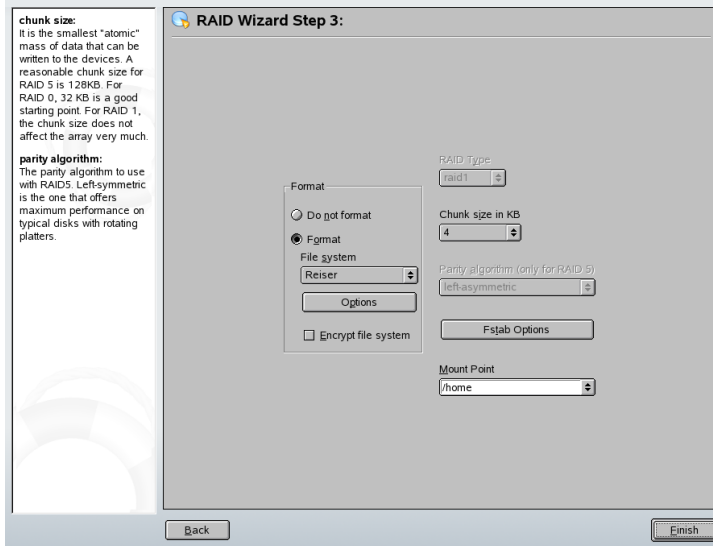 chunk size:
It is the smallest "atomic"
mass of data that can be
written to the devices. A
reasonable chunk size for
RAID 5 is 128KB. For
RAID 0, 32 KB is a good
starting point. For RAID 1,
the chunk size does not
affect the array very much.
parity algorithm:
The parity algorithm to use
with RAID5. Left-symmetric
is the one that offers
maximum performance on
typical disks with rotating
platters.
RAID Wizard Step 3:
Format
Do not format
Format
File system
Reiser
Options
Encrypt file system
RAID Type
raid1
Chunk size in KB
4
Parity algorithm (only for RAID 5)
left-asymmetric
Fstab Options
Mount Point
/home
Back
Finish